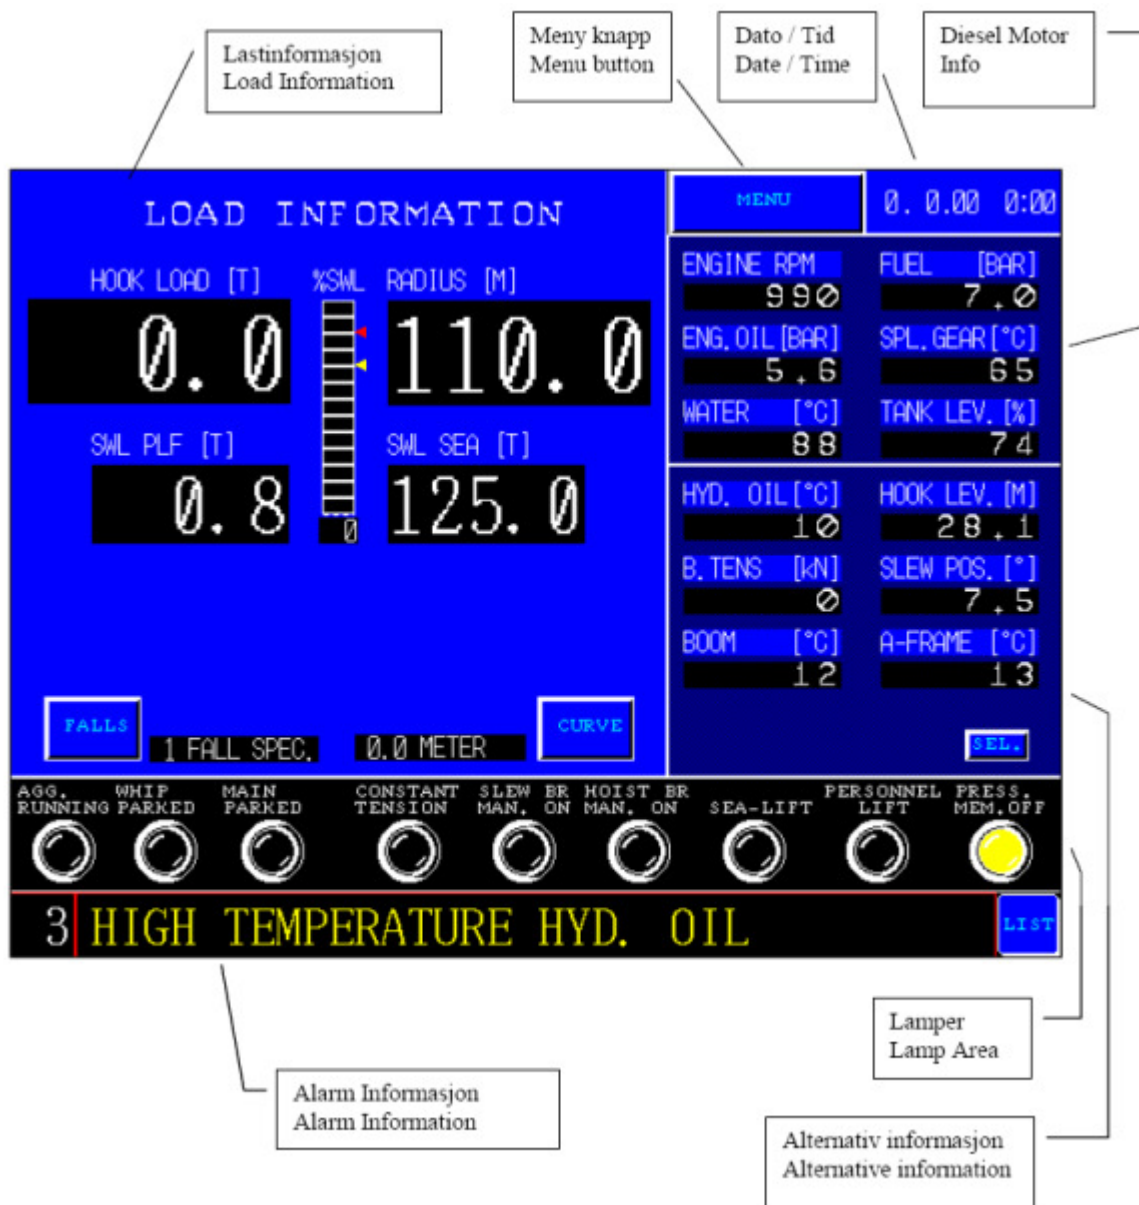 Lastinformasjon
Load Information
Meny knapp
Menu button
Dato / Tid
Date / Time
Diesel Motor
Info
LOAD INFORMATION
MENU
0. 0.00 0:00
HOOK LOAD [T]
%SWL
RADIUS [M]
0.0
110.0
SWL PLF [T]
SWL SEA [T]
0.8
0
125.0
ENGINE RPM
FUEL [BAR]
990
7.0
ENG.OIL[BAR]
SPL.GEAR[°C]
5.6
65
WATER [°C]
TANK LEV.[%]
88
74
HYD. OIL[°C]
HOOK LEV.[M]
10
28.1
B.TENS [kN]
SLEW POS.[°]
0
7.5
BOOM [°C]
A-FRAME [°C]
12
13
FALLS
1 FALL SPEC.
0.0 METER
CURVE
SEL.
AGG.
RUNNING
WHIP
PARKED
MAIN
PARKED
CONSTANT
TENSION
SLEW BR
MAN. ON
HOIST BR
MAN. ON
SEA-LIFT
PERSONNEL
LIFT
PRESS.
MEM.OFF
3 HIGH TEMPERATURE HYD. OIL
LIST
Lamper
Lamp Area
Alarm Informasjon
Alarm Information
Alternativ informasjon
Alternative information